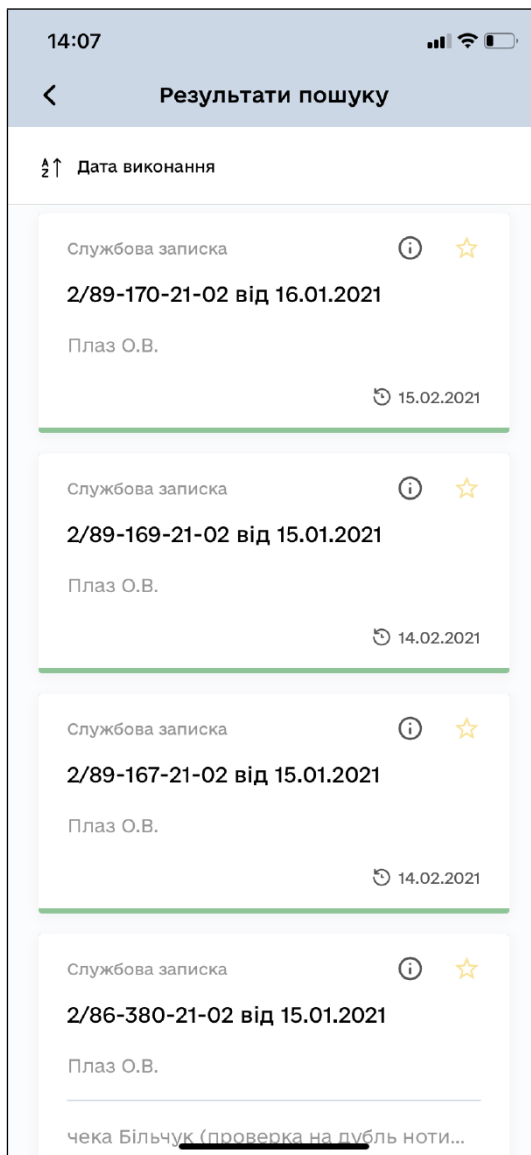 14:07
Результати пошуку
A
Z
Дата виконання
Службова записка
2/89-170-21-02 від 16.01.2021
Плаз О.В.
15.02.2021
Службова записка
2/89-169-21-02 від 15.01.2021
Плаз О.В.
14.02.2021
Службова записка
2/89-167-21-02 від 15.01.2021
Плаз О.В.
14.02.2021
Службова записка
2/86-380-21-02 від 15.01.2021
Плаз О.В.
чека Більчук (проверка на дубль ноти...